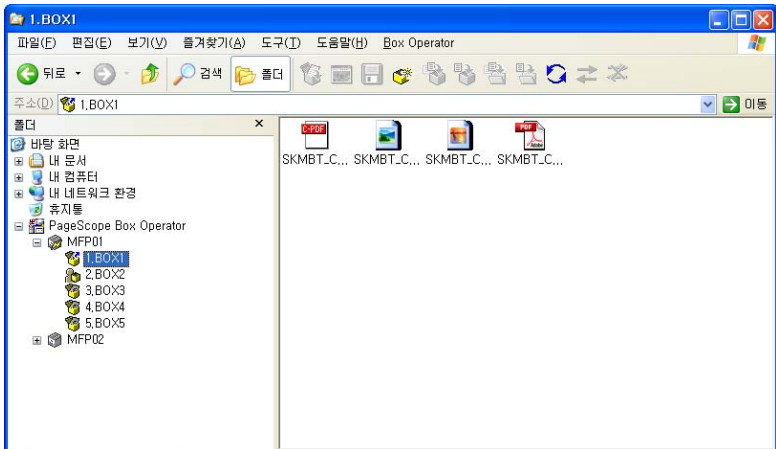 1.BOX1
파일(F) 편집(E) 보기(V) 즐겨찾기(A) 도구(T) 도움말(H) Box Operator
뒤로 검색 폴더
주소(D) 1.BOX1 이동
폴더 ×
바탕 화면
내 문서
내 컴퓨터
내 네트워크 환경
휴지통
PageScope Box Operator
MFP01
1.BOX1
2.BOX2
3.BOX3
4.BOX4
5.BOX5
MFP02
C-PDF
PDF
Adobe
SKMBT_C... SKMBT_C... SKMBT_C... SKMBT_C...